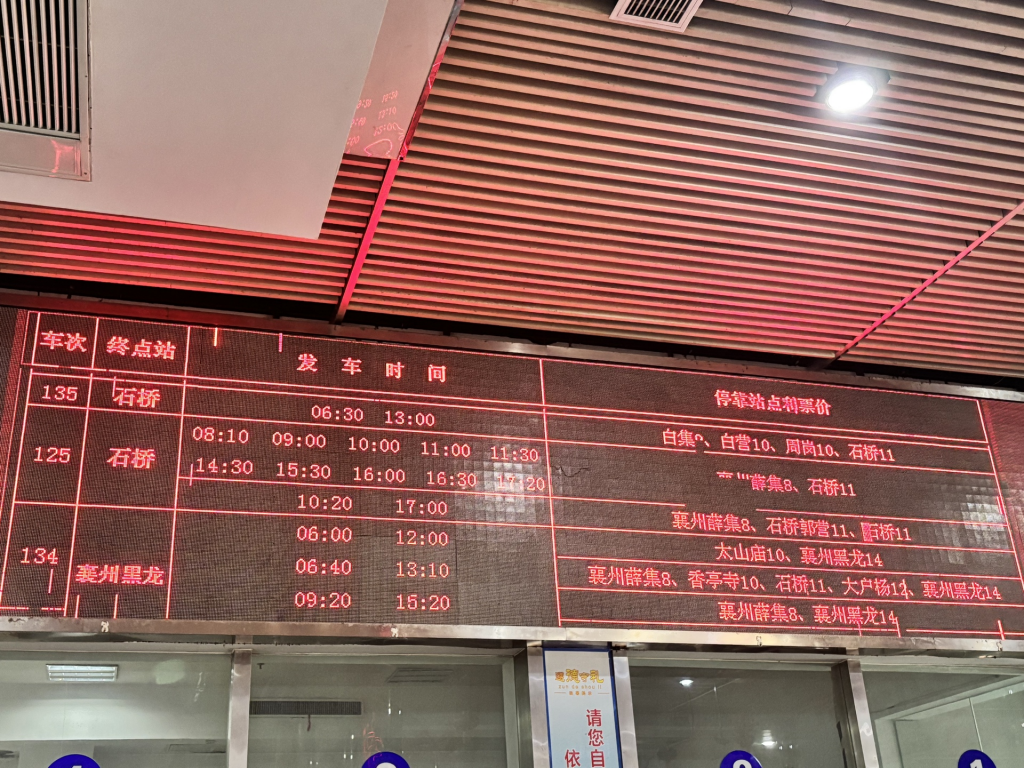 车次 终点站 发车时间 停靠站点和票价
135 石桥 06:30 13:00 白集、白营10、周岗10、石桥11
125 石桥 08:10 09:00 10:00 11:00 11:30
14:30 15:30 16:00 16:30 17:20 薛集8、石桥11
10:20 17:00 襄州薛集8、石桥郭营11、石桥11
134 襄州黑龙 06:00 12:00 太山庙10、襄州黑龙14
06:40 13:10 襄州薛集8、香亭寺10、石桥11、大户杨12、襄州黑龙14
09:20 15:20 襄州薛集8、襄州黑龙14
请您自
依